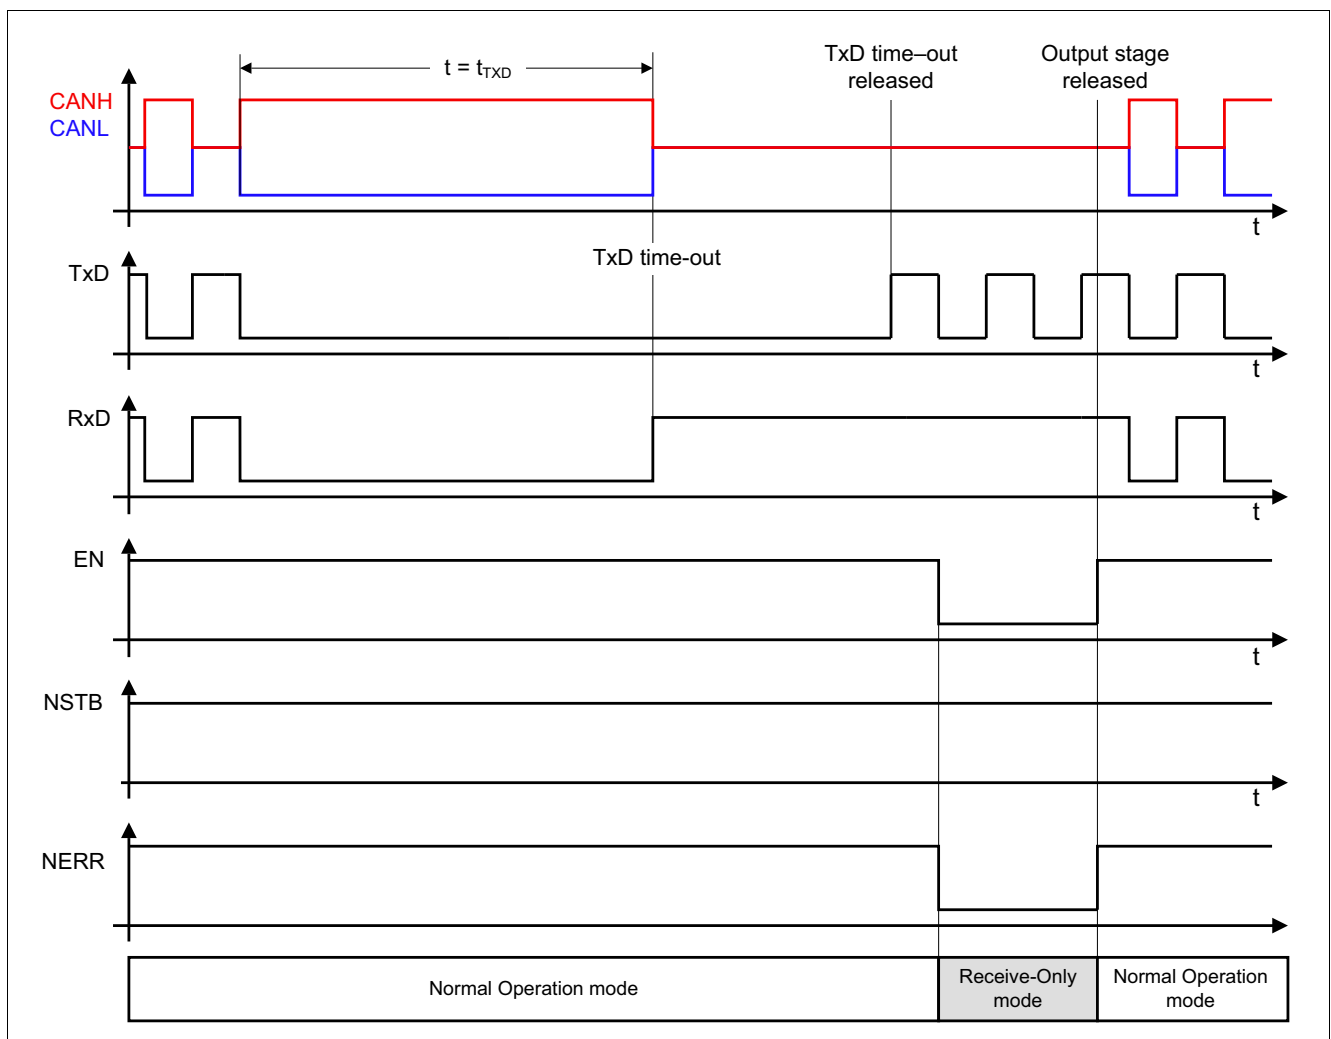 t = tTXD
TxD time–out
released
Output stage
released
CANH
CANL
t
TxD
TxD time-out
t
RxD
t
EN
t
NSTB
t
NERR
Normal Operation mode
Receive-Only
mode
Normal Operation
mode